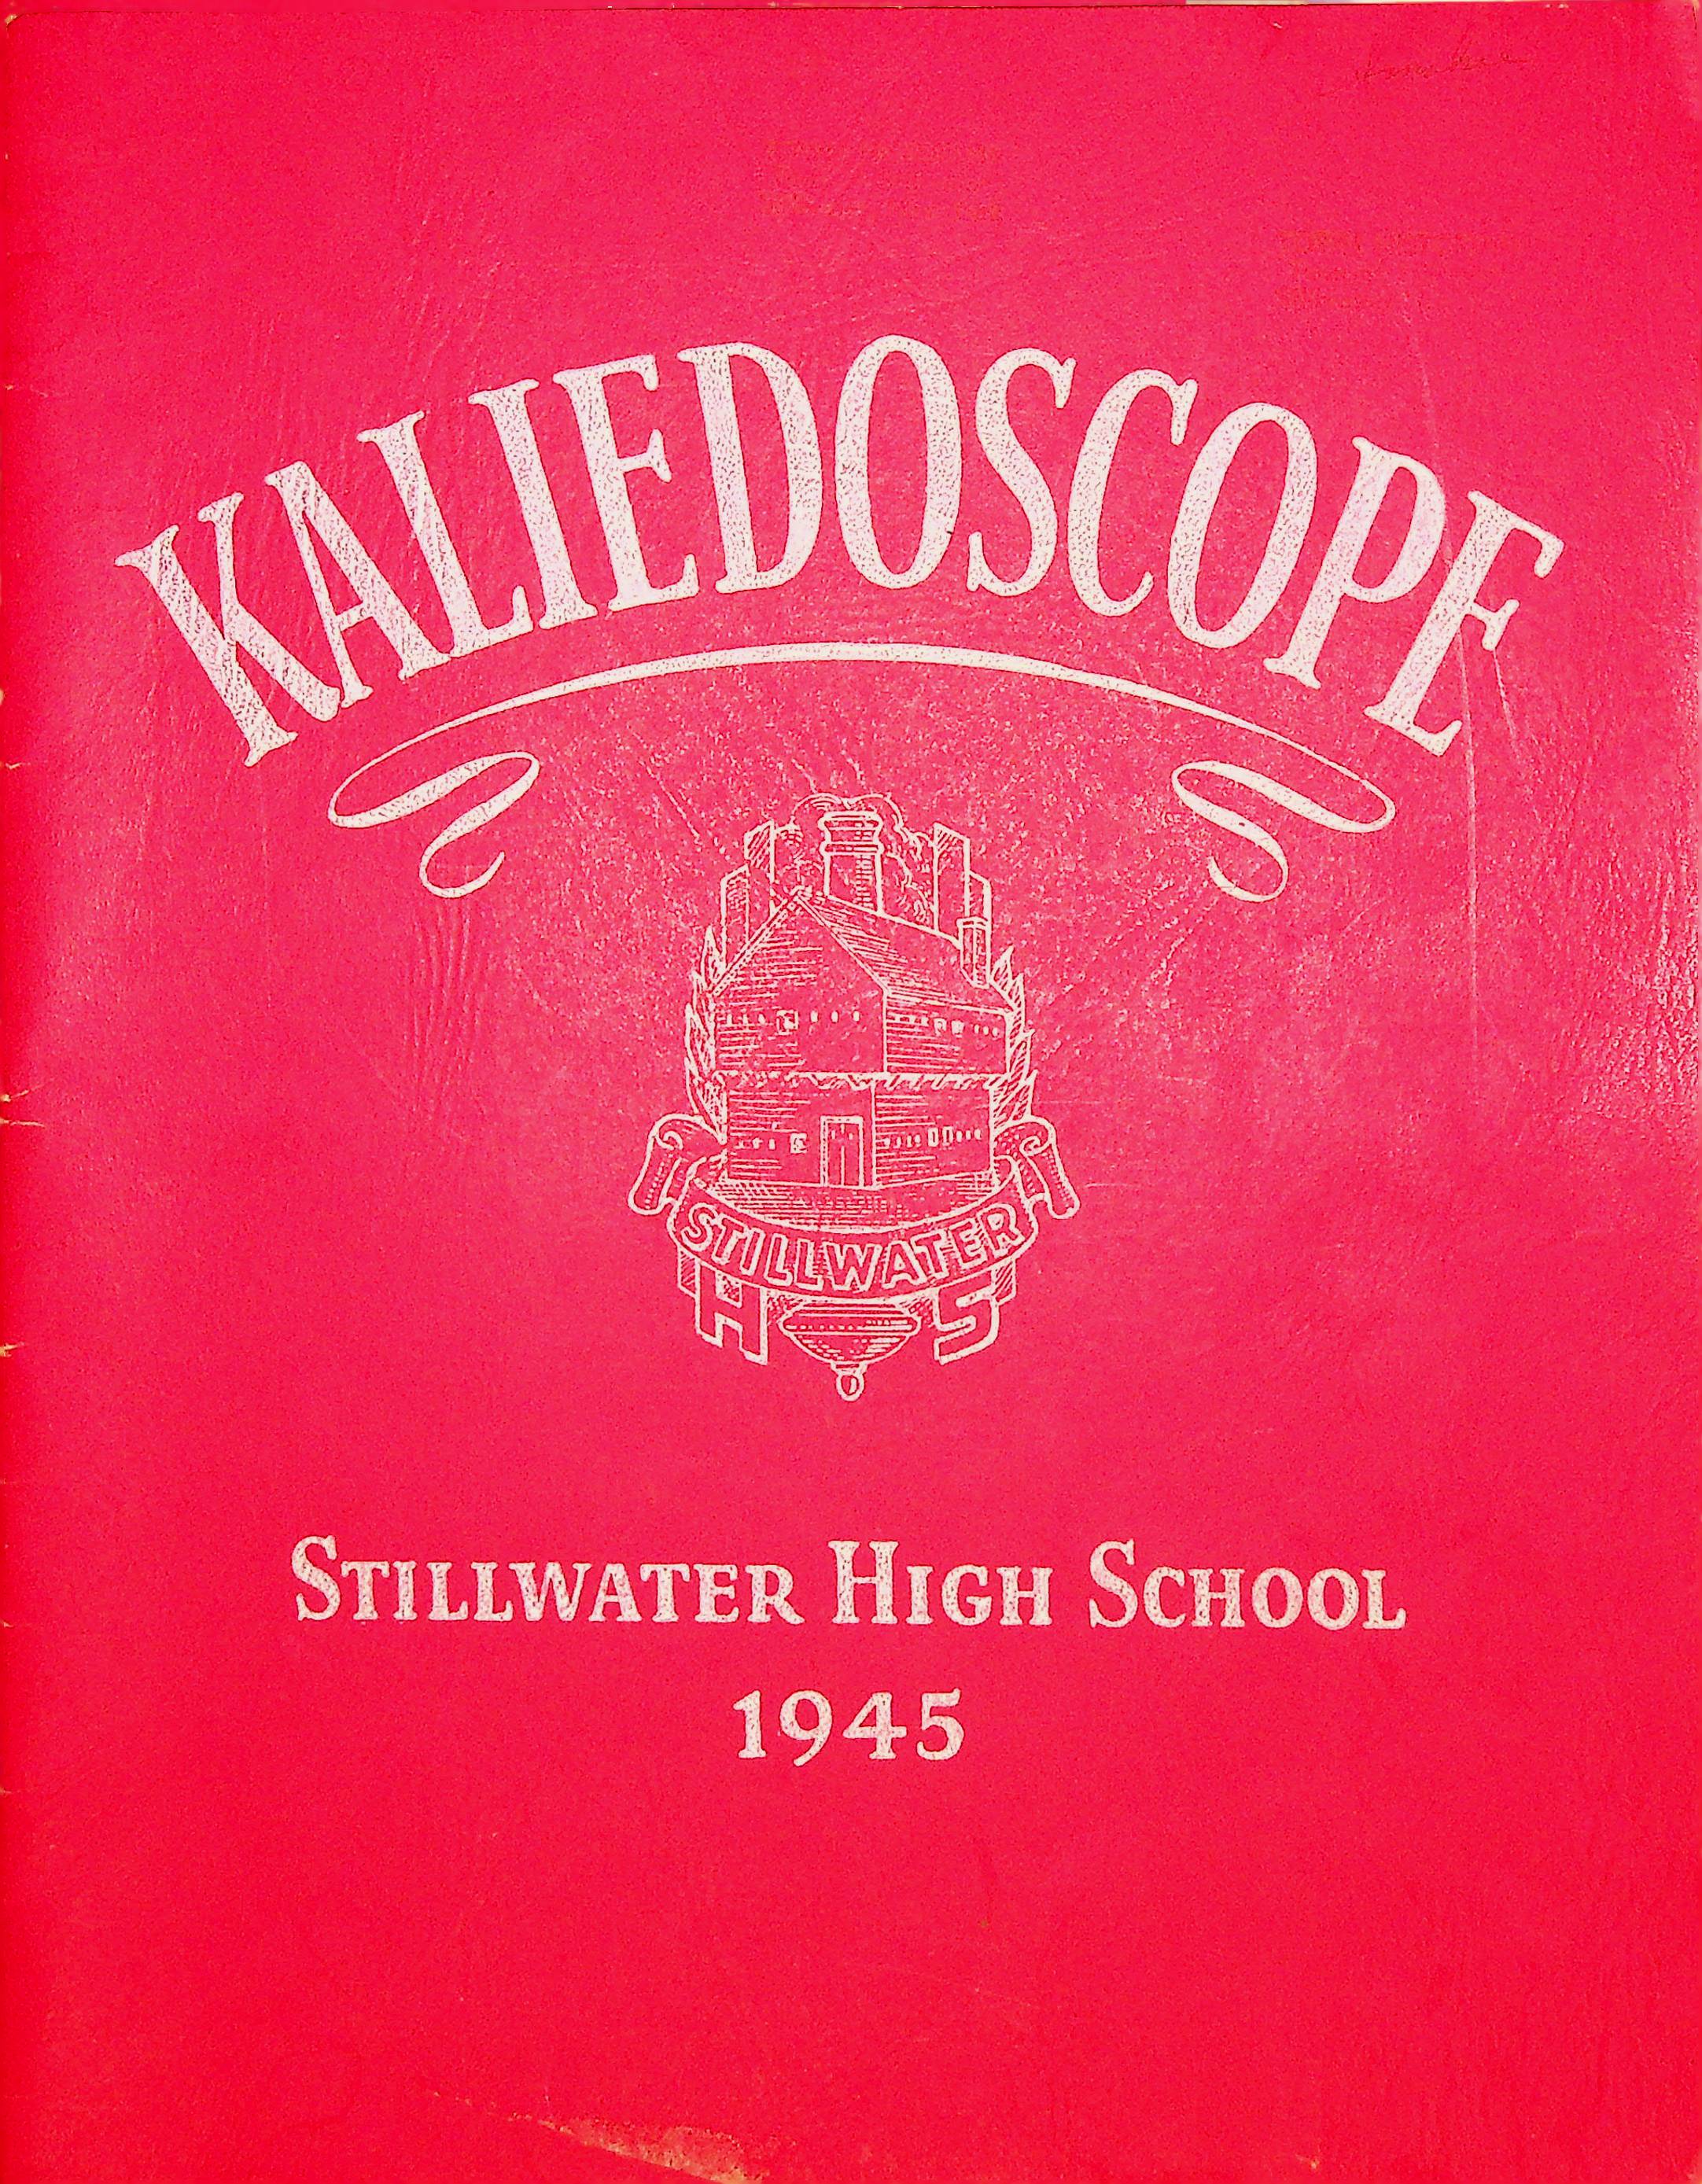 KALIEDOSCOPE
STILLWATER
H S
STILLWATER HIGH SCHOOL
1945